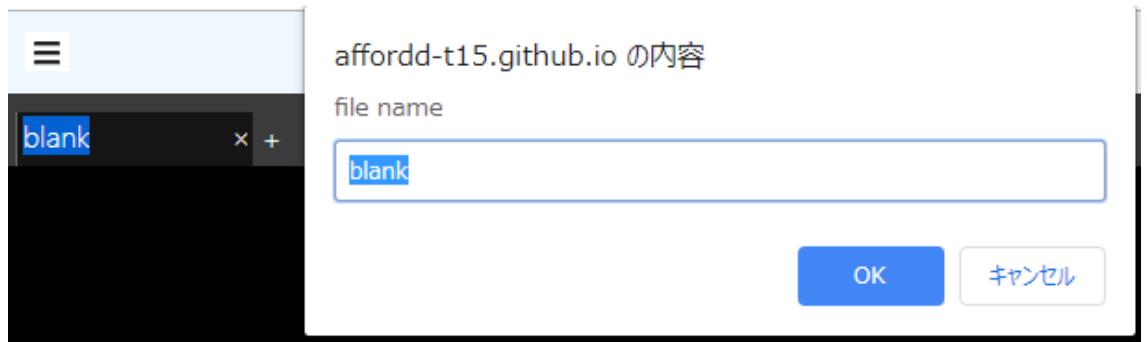 affordd-t15.github.io の内容
file name
blank × +
blank
OK キャンセル